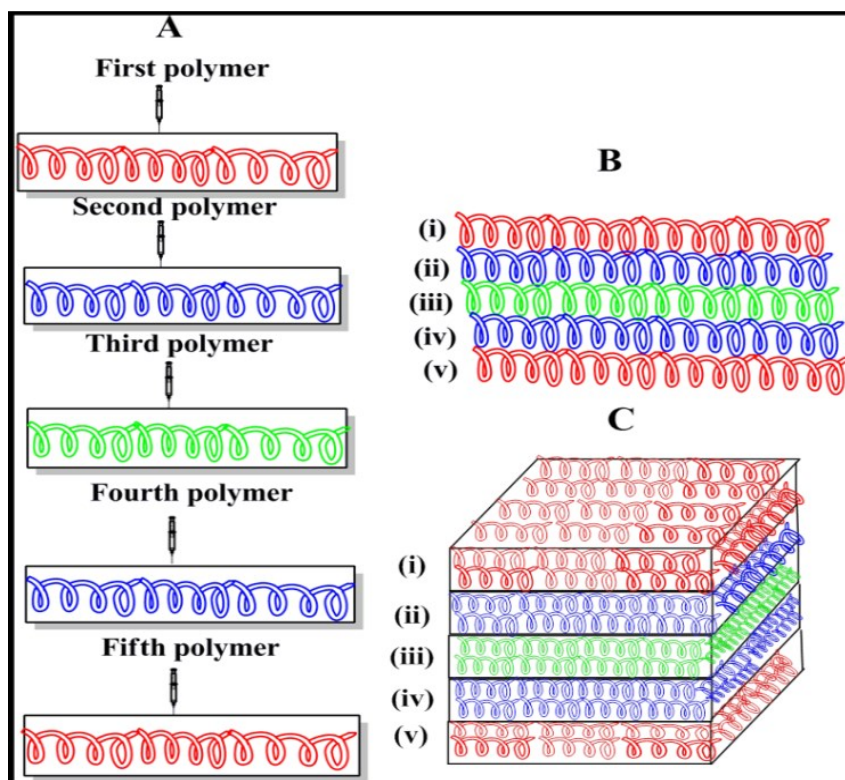 A
First polymer
Second polymer
Third polymer
Fourth polymer
Fifth polymer
B
(i)
(ii)
(iii)
(iv)
(v)
C
(i)
(ii)
(iii)
(iv)
(v)